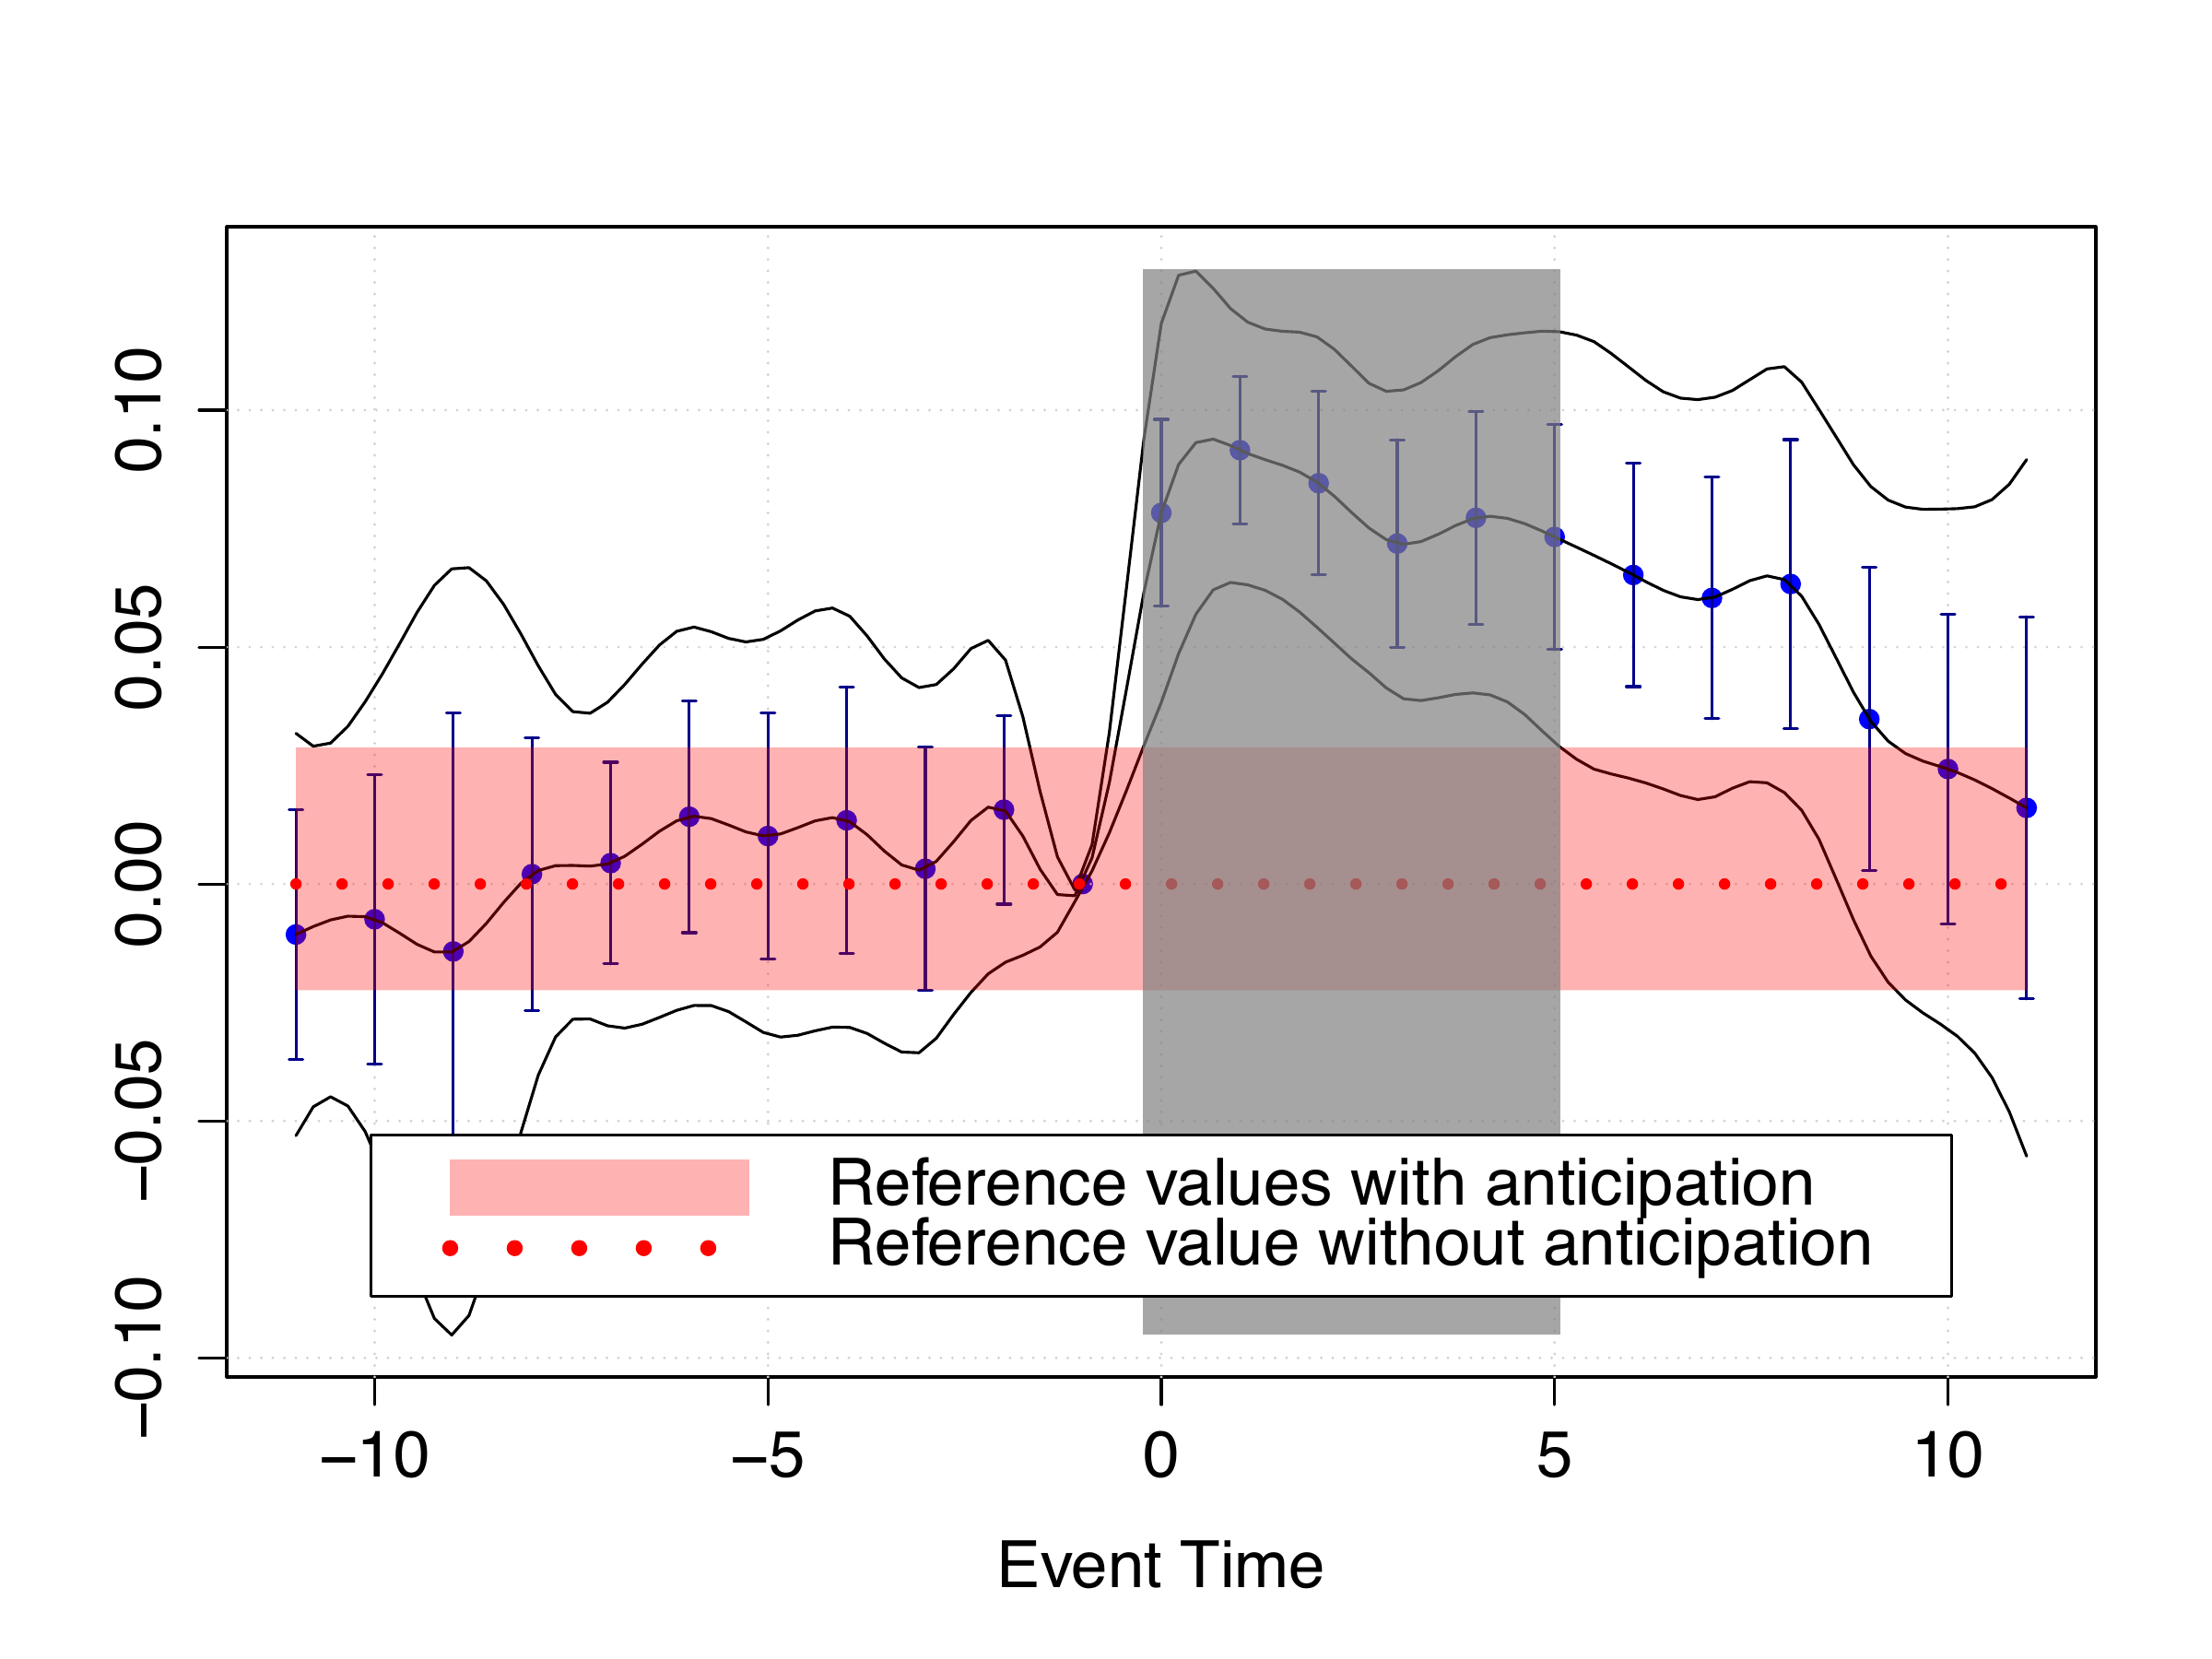 0.10
0.05
0.00
−0.05
−0.10
Reference values with anticipation
Reference value without anticipation
−10 −5 0 5 10
Event Time